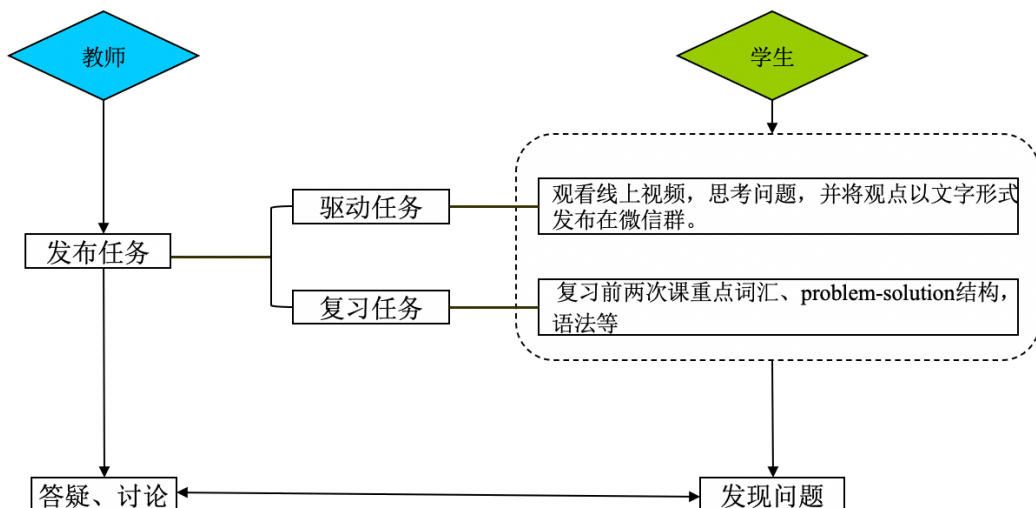 教师
学生
驱动任务
观看线上视频，思考问题，并将观点以文字形式
发布在微信群。
发布任务
复习任务
复习前两次课重点词汇、problem-solution结构，
语法等
答疑、讨论
发现问题